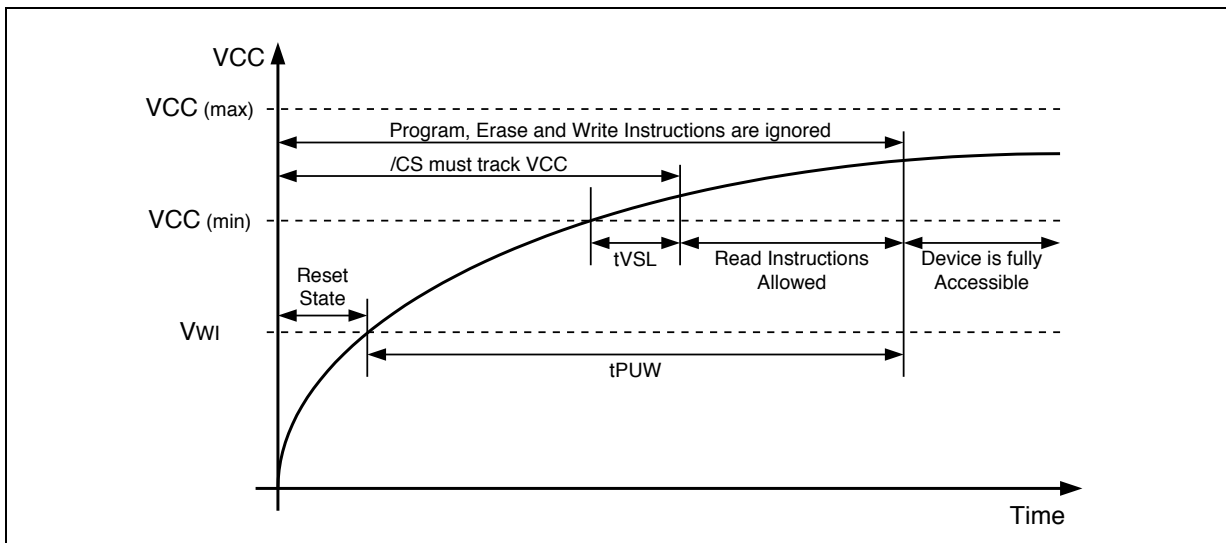 VCC
VCC (max)
Program, Erase and Write Instructions are ignored
/CS must track VCC
VCC (min)
tVSL
Read Instructions
Allowed
Device is fully
Accessible
Reset
State
VWI
tPUW
Time